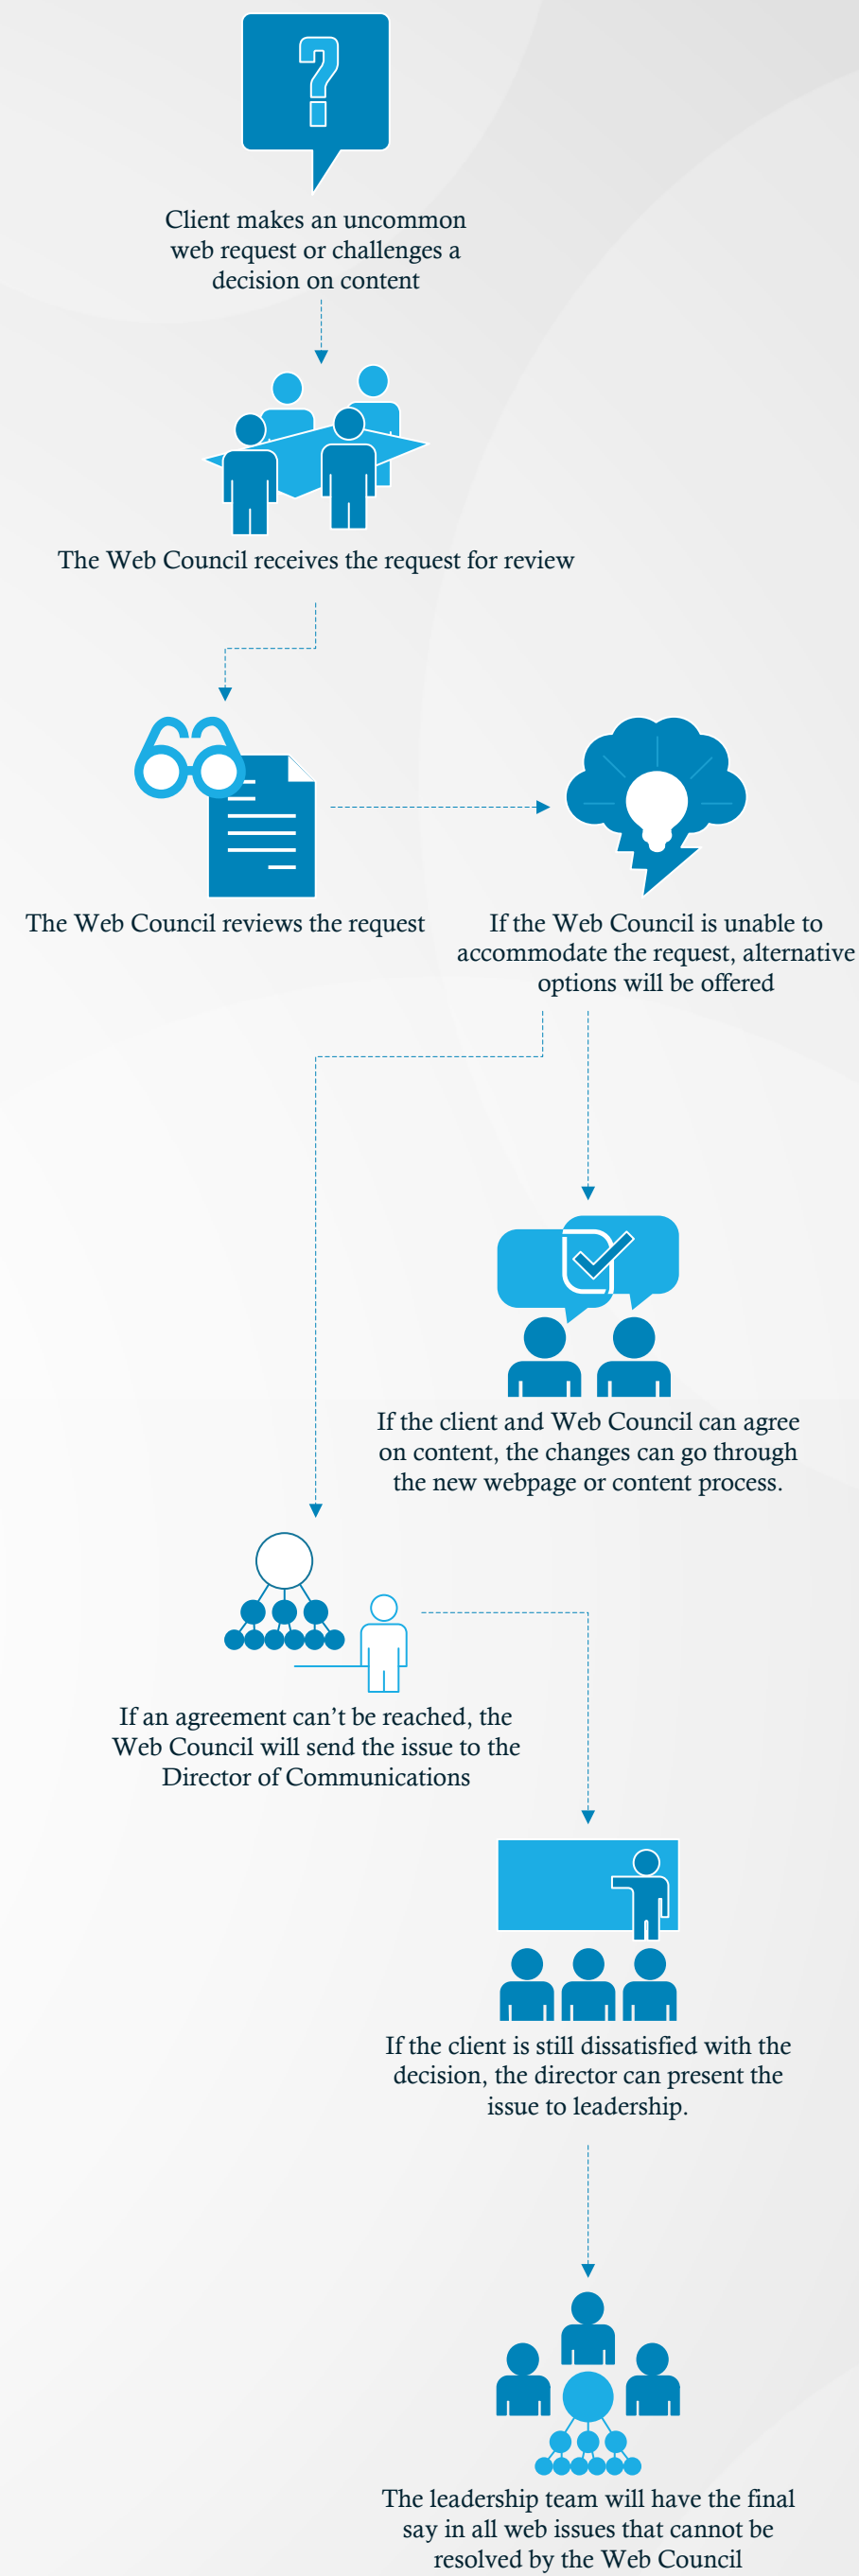 ?
Client makes an uncommon
web request or challenges a
decision on content
The Web Council receives the request for review
The Web Council reviews the request
If the Web Council is unable to
accommodate the request, alternative
options will be offered
If the client and Web Council can agree
on content, the changes can go through
the new webpage or content process.
If an agreement can’t be reached, the
Web Council will send the issue to the
Director of Communications
If the client is still dissatisfied with the
decision, the director can present the
issue to leadership.
The leadership team will have the final
say in all web issues that cannot be
resolved by the Web Council